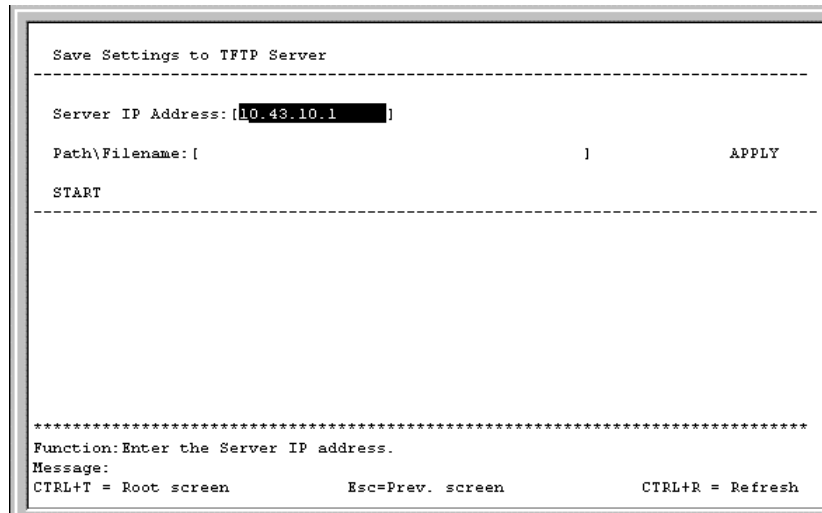 Save Settings to TFTP Server
--------------------------------------------------------------------------------
Server IP Address:[10.43.10.1     ]
Path\Filename:[                                        ]               APPLY
START
--------------------------------------------------------------------------------
********************************************************************************
Function:Enter the Server IP address.
Message:
CTRL+T = Root screen            Esc=Prev. screen              CTRL+R = Refresh